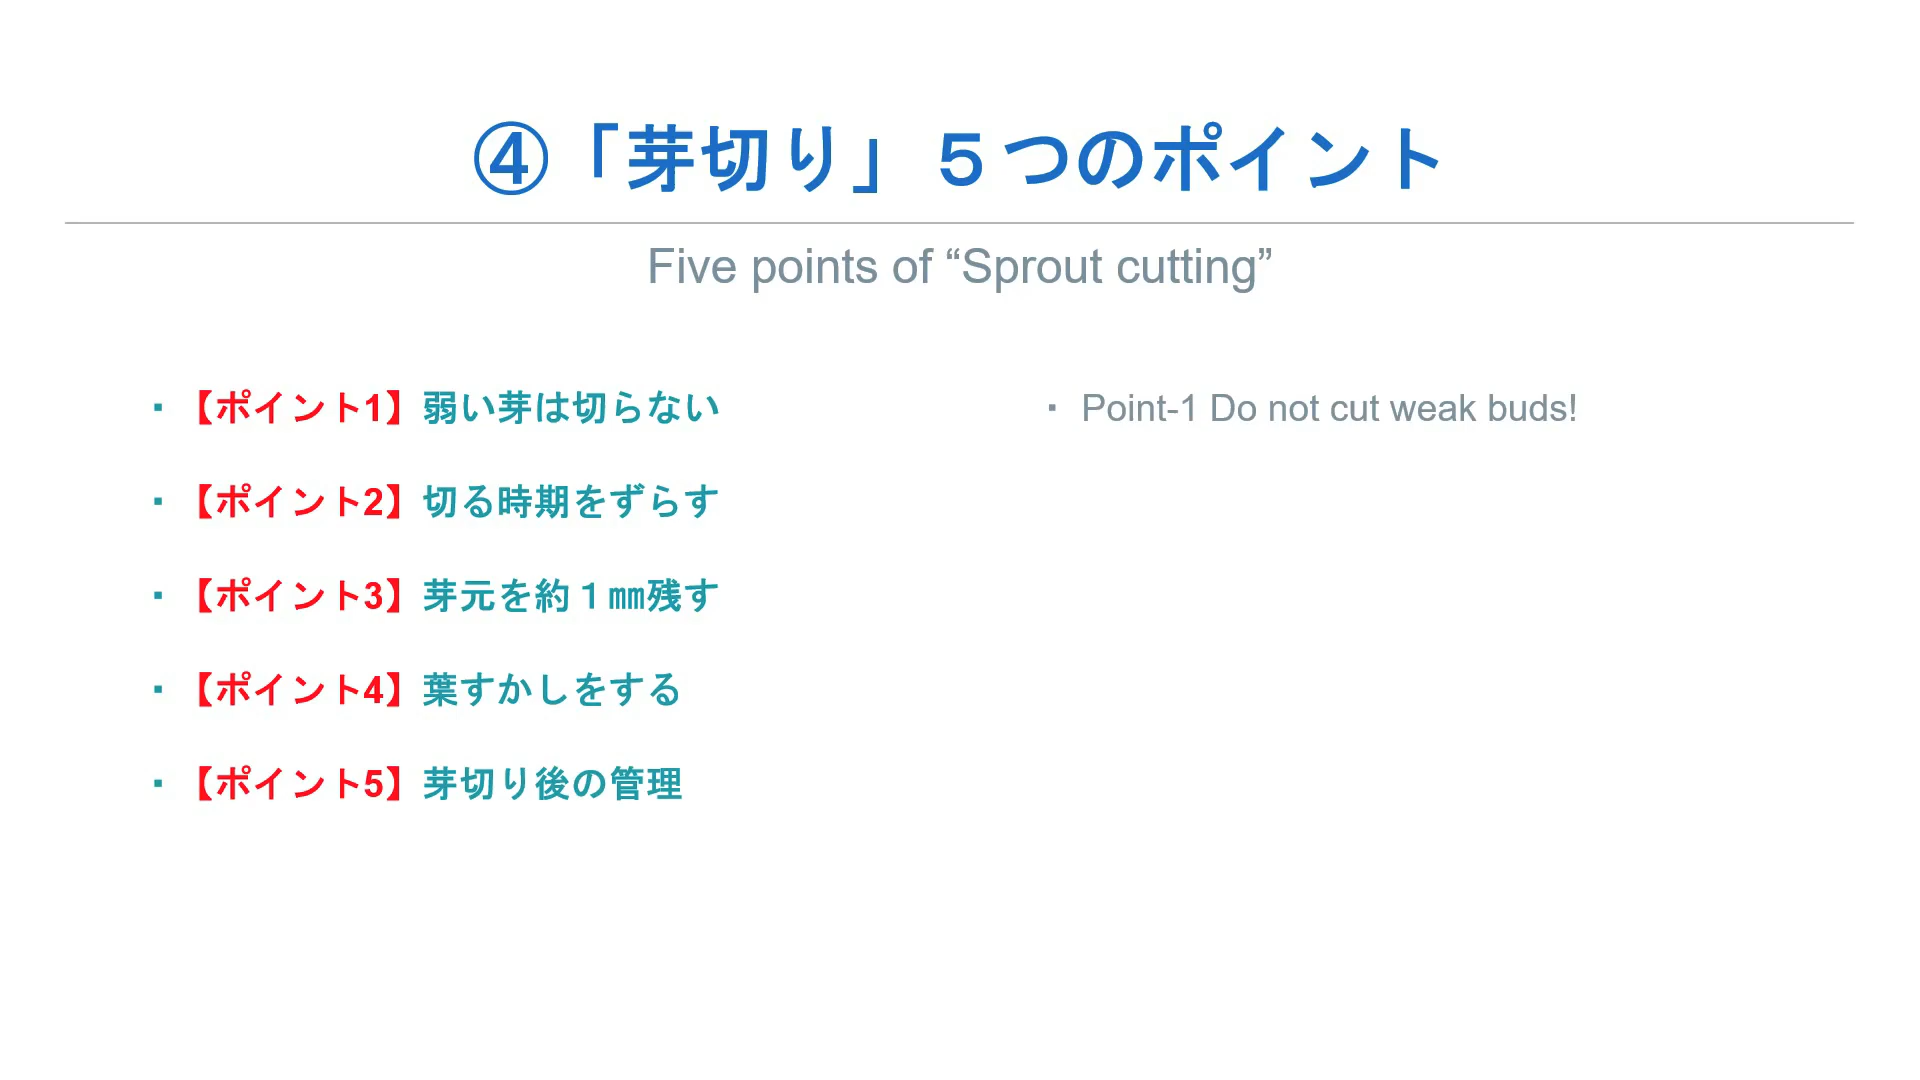 ④「芽切り」５つのポイント
Five points of “Sprout cutting”
▪ 【ポイント1】弱い芽は切らない
▪ 【ポイント2】切る時期をずらす
▪ 【ポイント3】芽元を約１㎜残す
▪ 【ポイント4】葉すかしをする
▪ 【ポイント5】芽切り後の管理
▪ Point-1 Do not cut weak buds!